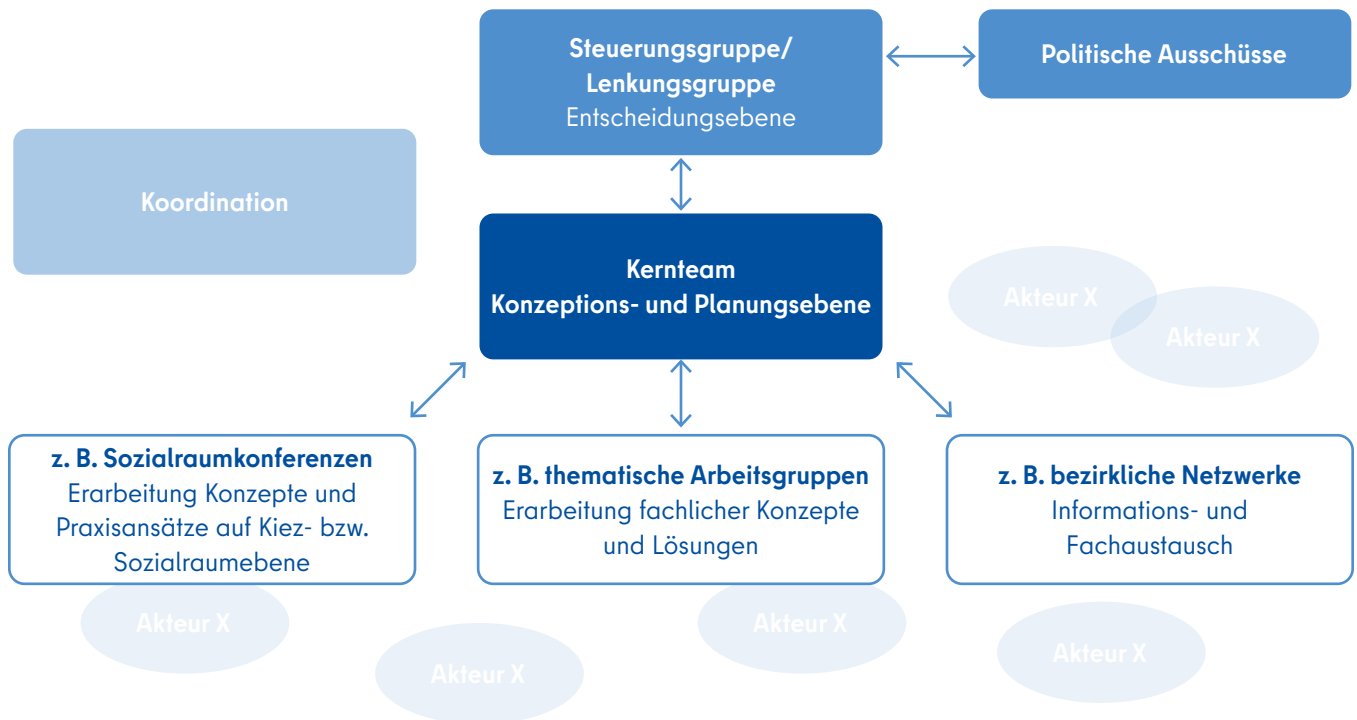 Steuerungsgruppe/
Lenkungsgruppe
Entscheidungsebene
Politische Ausschüsse
Koordination
Kernteam
Konzeptions- und Planungsebene
Akteur X
Akteur X
z. B. Sozialraumkonferenzen
Erarbeitung Konzepte und
Praxisansätze auf Kiez- bzw.
Sozialraumebene
z. B. thematische Arbeitsgruppen
Erarbeitung fachlicher Konzepte
und Lösungen
z. B. bezirkliche Netzwerke
Informations- und
Fachaustausch
Akteur X
Akteur X
Akteur X
Akteur X